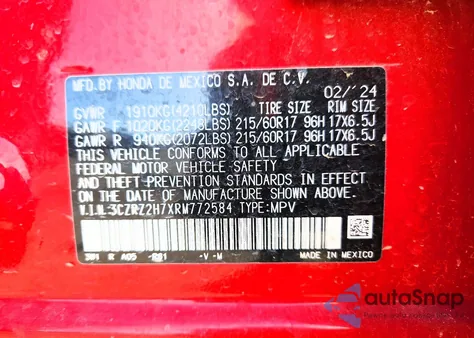 MFD. BY HONDA DE MEXICO S.A. DE C.V.
02/'24
GVWR 1910KG(4210LBS) TIRE SIZE RIM SIZE
GAWR F 1020KG(2248LBS) 215/60R17 96H 17X6.5J
GAWR R 940KG(2072LBS) 215/60R17 96H 17X6.5J
THIS VEHICLE CONFORMS TO ALL APPLICABLE
FEDERAL MOTOR VEHICLE SAFETY
AND THEFT PREVENTION STANDARDS IN EFFECT
ON THE DATE OF MANUFACTURE SHOWN ABOVE.
V.I.N. 3CZRZ2H7XRM772584 TYPE:MPV
R A05 -R81 -V-M MADE IN MEXICO
autoSnap